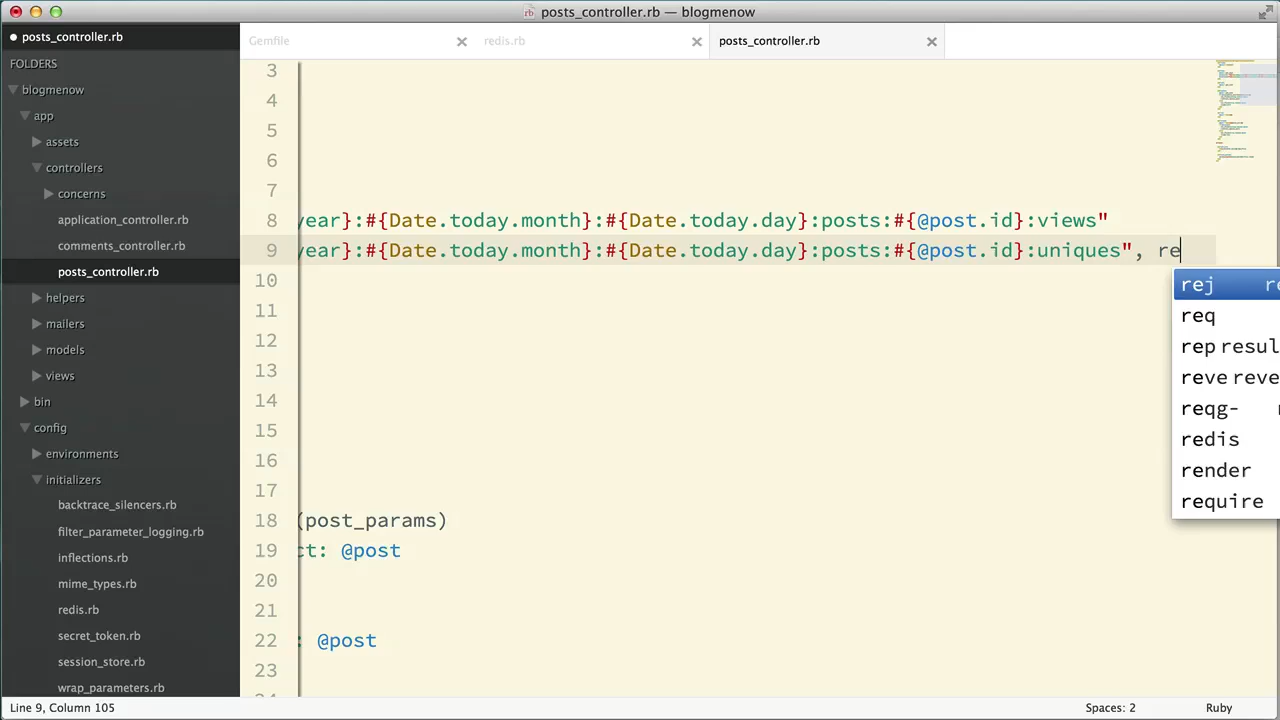 posts_controller.rb — blogmenow
posts_controller.rb
Gemfile
redis.rb
posts_controller.rb
FOLDERS
blogmenow
app
assets
controllers
concerns
application_controller.rb
comments_controller.rb
posts_controller.rb
helpers
mailers
models
views
bin
config
environments
initializers
backtrace_silencers.rb
filter_parameter_logging.rb
inflections.rb
mime_types.rb
redis.rb
secret_token.rb
session_store.rb
wrap_parameters.rb
3
4
5
6
7
8 year}:#{Date.today.month}:#{Date.today.day}:posts:#{@post.id}:views"
9 year}:#{Date.today.month}:#{Date.today.day}:posts:#{@post.id}:uniques", re
10
11
12
13
14
15
16
17
18 (post_params)
19 ct: @post
20
21
22 : @post
23
rej re
req
rep resul
reve reve
reqg-
redis
render
require
Line 9, Column 105
Spaces: 2
Ruby